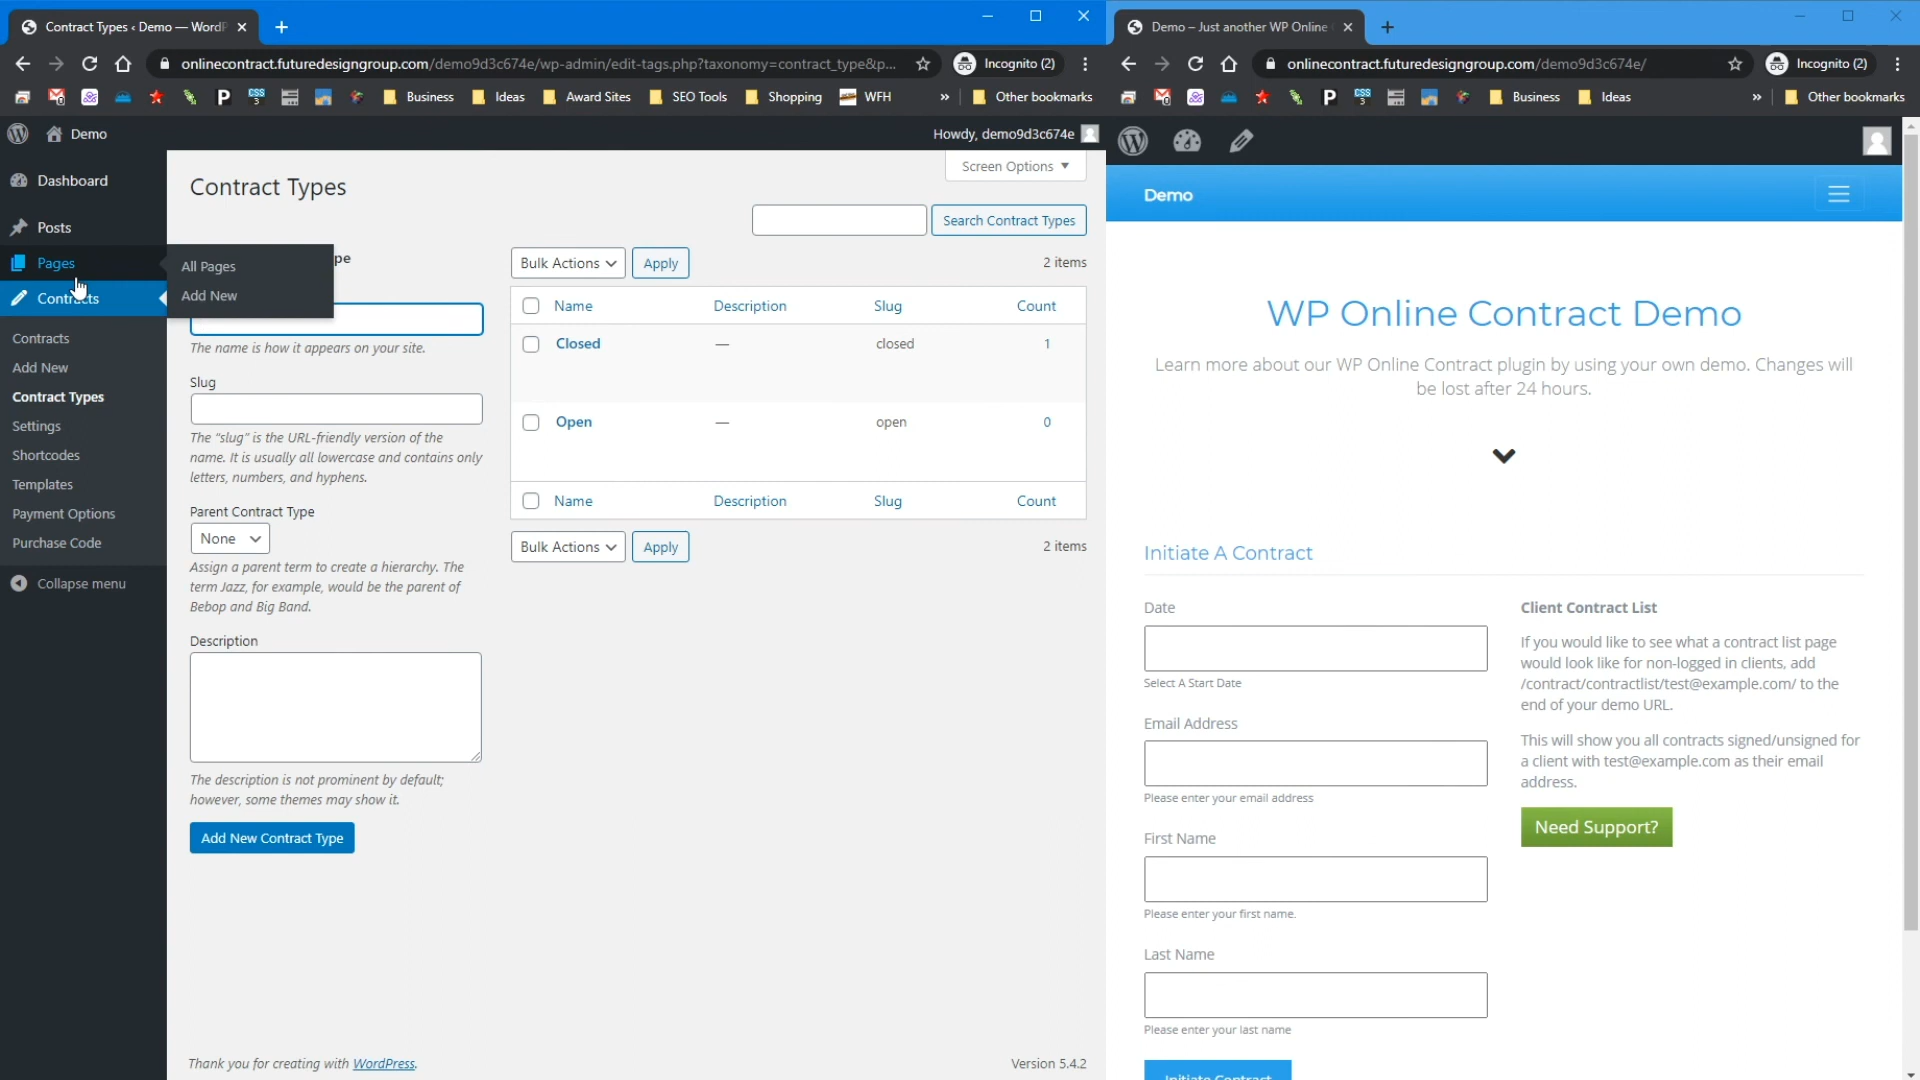 Contract Types ‹ Demo — WordP
onlinecontract.futuredesigngroup.com/demo9d3c674e/wp-admin/edit-tags.php?taxonomy=contract_type&p...
Incognito (2)
Business
Ideas
Award Sites
SEO Tools
Shopping
WFH
»
Other bookmarks
Demo
Howdy, demo9d3c674e
Dashboard
Posts
Pages
Contracts
Contracts
Add New
Contract Types
Settings
Shortcodes
Templates
Payment Options
Purchase Code
Collapse menu
All Pages
Add New
Screen Options
Contract Types
Search Contract Types
pe
The name is how it appears on your site.
Slug
The “slug” is the URL-friendly version of the
name. It is usually all lowercase and contains only
letters, numbers, and hyphens.
Parent Contract Type
None
Assign a parent term to create a hierarchy. The
term Jazz, for example, would be the parent of
Bebop and Big Band.
Description
The description is not prominent by default;
however, some themes may show it.
Add New Contract Type
Bulk Actions
Apply
2 items
Name Description Slug Count
Closed — closed 1
Open — open 0
Name Description Slug Count
Bulk Actions
Apply
2 items
Thank you for creating with WordPress.
Version 5.4.2
Demo – Just another WP Online
onlinecontract.futuredesigngroup.com/demo9d3c674e/
Incognito (2)
Business
Ideas
»
Other bookmarks
Demo
WP Online Contract Demo
Learn more about our WP Online Contract plugin by using your own demo. Changes will
be lost after 24 hours.
Initiate A Contract
Date
Select A Start Date
Email Address
Please enter your email address
First Name
Please enter your first name.
Last Name
Please enter your last name
Initiate Contract
Client Contract List
If you would like to see what a contract list page
would look like for non-logged in clients, add
/contract/contractlist/test@example.com/ to the
end of your demo URL.
This will show you all contracts signed/unsigned for
a client with test@example.com as their email
address.
Need Support?